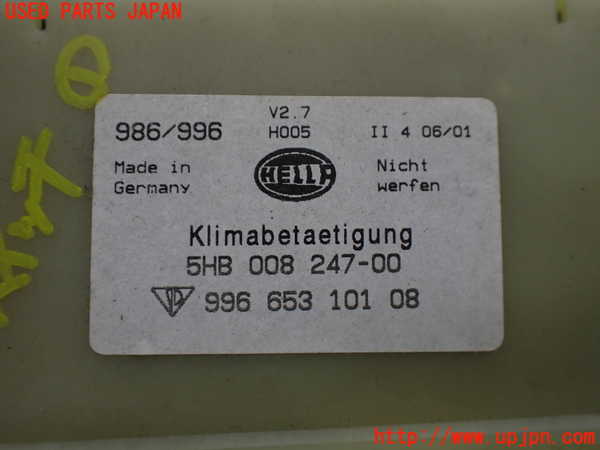 USED PARTS JAPAN
V2.7
986/996 H005 II 4 06/01
Made in Germany
HELLA
Nicht werfen
Klimabetaetigung
5HB 008 247-00
996 653 101 08
http://www.upjpn.com